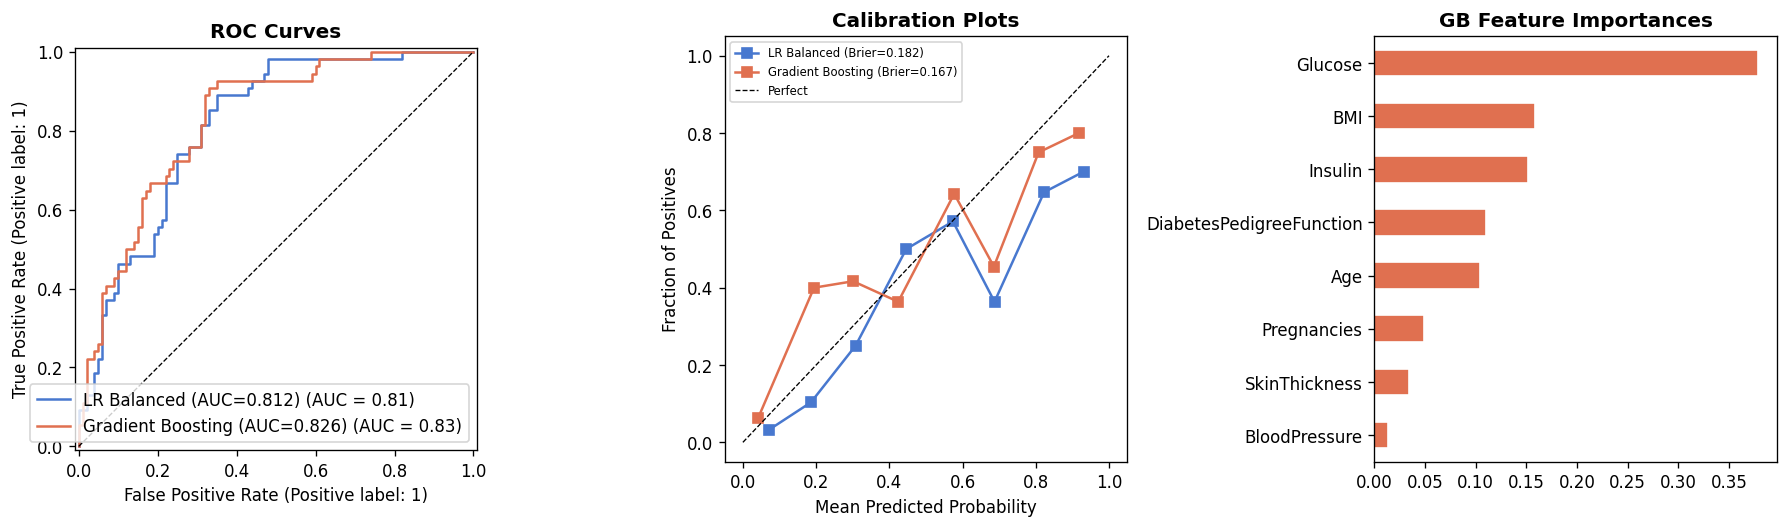 ROC Curves
True Positive Rate (Positive label: 1)
1.0
0.8
0.6
0.4
0.2
0.0
LR Balanced (AUC=0.812) (AUC = 0.81)
Gradient Boosting (AUC=0.826) (AUC = 0.83)
0.0 0.2 0.4 0.6 0.8 1.0
False Positive Rate (Positive label: 1)
Calibration Plots
Fraction of Positives
1.0
0.8
0.6
0.4
0.2
0.0
LR Balanced (Brier=0.182)
Gradient Boosting (Brier=0.167)
Perfect
0.0 0.2 0.4 0.6 0.8 1.0
Mean Predicted Probability
GB Feature Importances
Glucose
BMI
Insulin
DiabetesPedigreeFunction
Age
Pregnancies
SkinThickness
BloodPressure
0.00 0.05 0.10 0.15 0.20 0.25 0.30 0.35